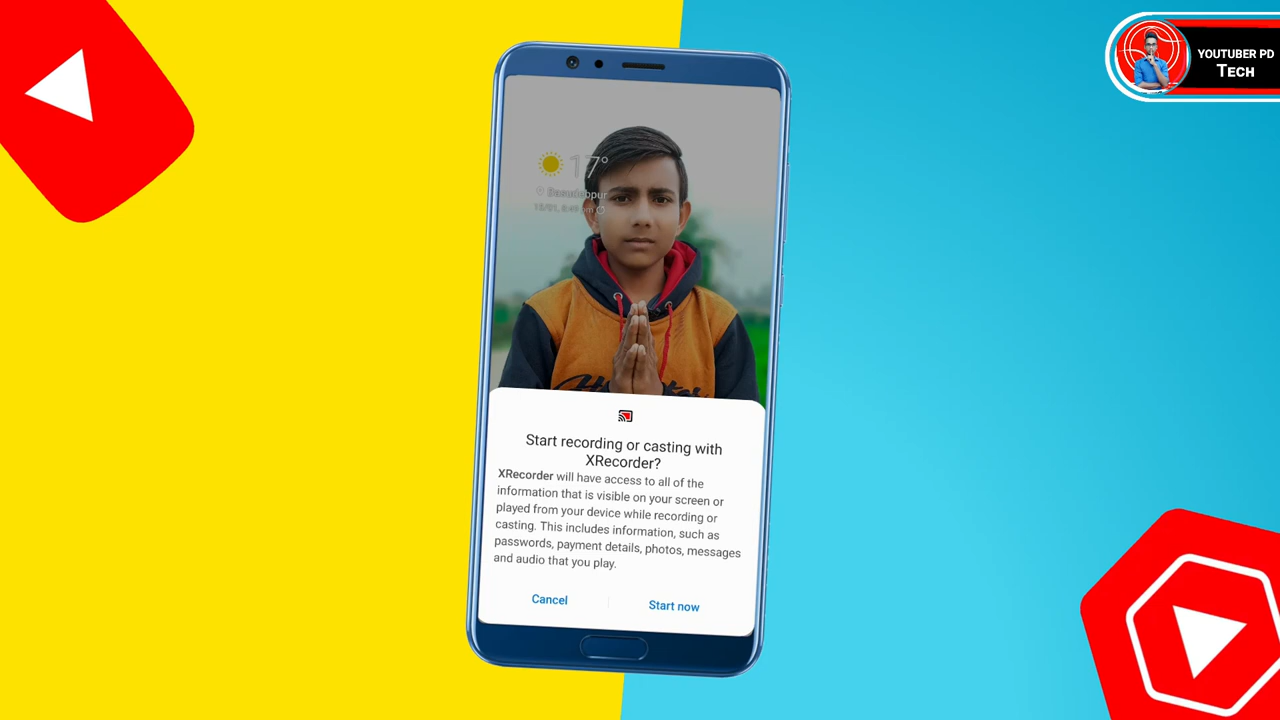 YOUTUBER PD
TECH
17°
Basudebpur
Start recording or casting with
XRecorder?
XRecorder will have access to all of the
information that is visible on your screen or
played from your device while recording or
casting. This includes information, such as
passwords, payment details, photos, messages
and audio that you play.
Cancel
Start now